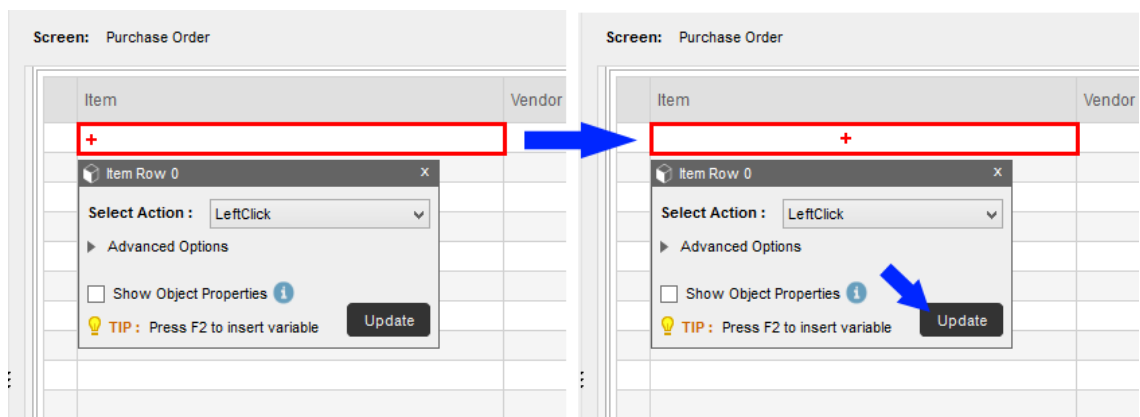 Screen: Purchase Order
Item Vendor
Item Row 0 x
Select Action : LeftClick
Advanced Options
Show Object Properties i
TIP : Press F2 to insert variable
Update
Screen: Purchase Order
Item Vendor
Item Row 0 x
Select Action : LeftClick
Advanced Options
Show Object Properties i
TIP : Press F2 to insert variable
Update